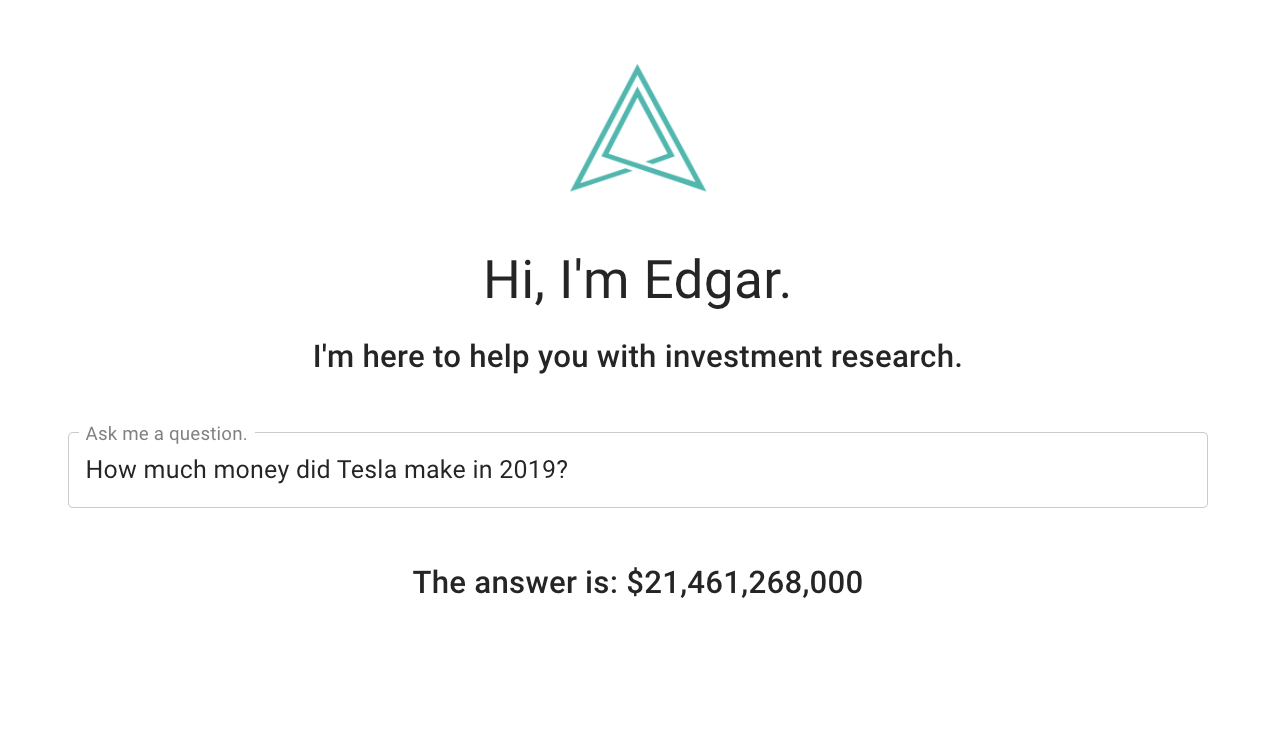 Hi, I'm Edgar.
I'm here to help you with investment research.
Ask me a question.
How much money did Tesla make in 2019?
The answer is: $21,461,268,000